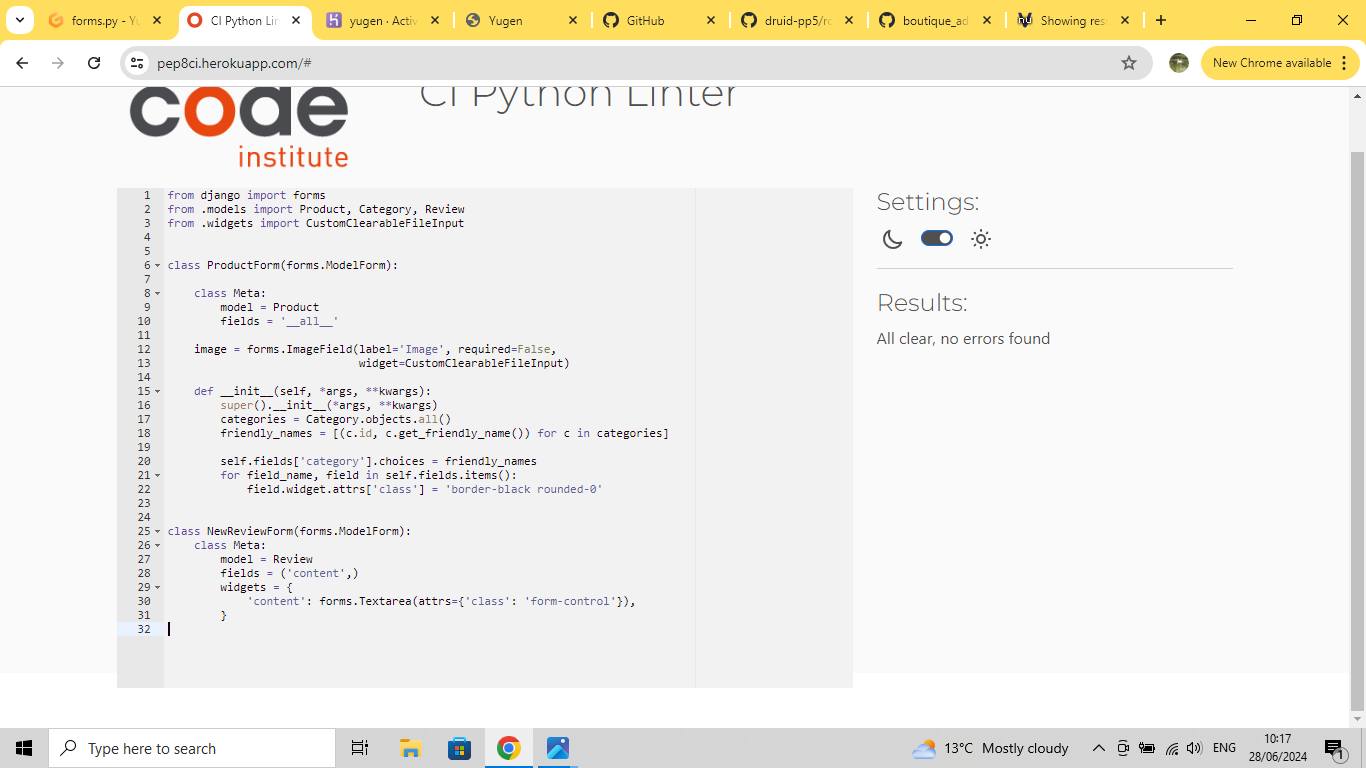 forms.py - Yu
CI Python Lin
yugen · Activ
Yugen
GitHub
druid-pp5/ro
boutique_ad
Showing res
pep8ci.herokuapp.com/#
New Chrome available
code
institute
CI Python Linter
1 from django import forms
2 from .models import Product, Category, Review
3 from .widgets import CustomClearableFileInput
4
5
6 class ProductForm(forms.ModelForm):
7
8     class Meta:
9         model = Product
10         fields = '__all__'
11
12     image = forms.ImageField(label='Image', required=False,
13                              widget=CustomClearableFileInput)
14
15     def __init__(self, *args, **kwargs):
16         super().__init__(*args, **kwargs)
17         categories = Category.objects.all()
18         friendly_names = [(c.id, c.get_friendly_name()) for c in categories]
19
20         self.fields['category'].choices = friendly_names
21         for field_name, field in self.fields.items():
22             field.widget.attrs['class'] = 'border-black rounded-0'
23
24
25 class NewReviewForm(forms.ModelForm):
26     class Meta:
27         model = Review
28         fields = ('content',)
29         widgets = {
30             'content': forms.Textarea(attrs={'class': 'form-control'}),
31         }
32
Settings:
Results:
All clear, no errors found
Type here to search
13°C Mostly cloudy
ENG
10:17
28/06/2024
1